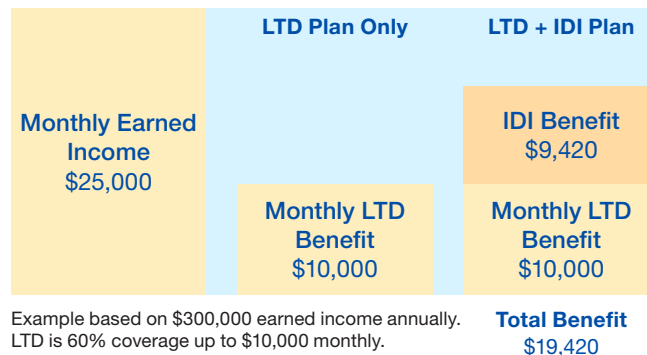 LTD Plan Only
LTD + IDI Plan
Monthly Earned
Income
$25,000
IDI Benefit
$9,420
Monthly LTD
Benefit
$10,000
Monthly LTD
Benefit
$10,000
Example based on $300,000 earned income annually.
LTD is 60% coverage up to $10,000 monthly.
Total Benefit
$19,420